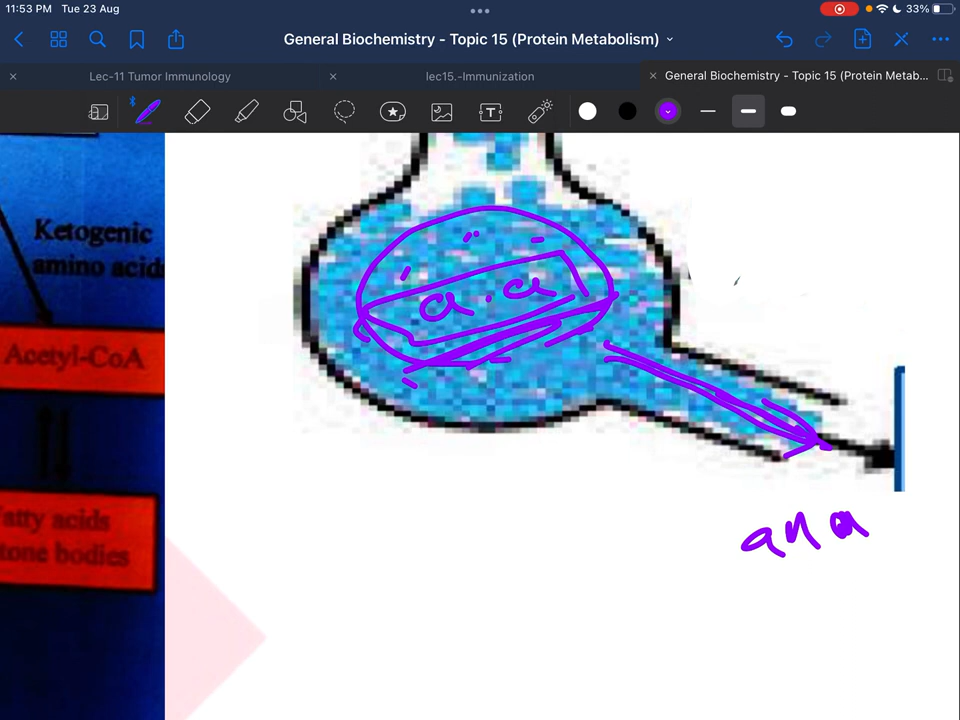 11:53 PM Tue 23 Aug
33%
General Biochemistry - Topic 15 (Protein Metabolism)
Lec-11 Tumor Immunology
lec15.-Immunization
General Biochemistry - Topic 15 (Protein Metab...
Ketogenic
amino acid
Acetyl-CoA
atty acids
tone bodies
a.a
ana